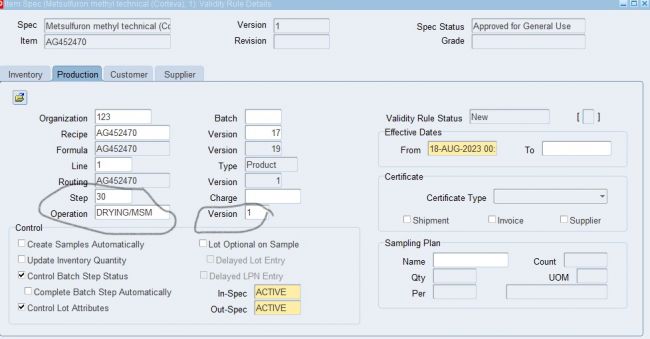 Item Spec (Metsulfuron methyl technical (Corteva), 1): Validity Rule Details
Spec Metsulfuron methyl technical (Co Version 1 Spec Status Approved for General Use
Item AG452470 Revision Grade
Inventory Production Customer Supplier
Organization 123 Batch Validity Rule Status New [ ]
Recipe AG452470 Version 17 Effective Dates
Formula AG452470 Version 19 From 18-AUG-2023 00: To
Line 1 Type Product
Routing AG452470 Version 1 Certificate
Step 30 Charge Certificate Type
Operation DRYING/MSM Version 1 Shipment Invoice Supplier
Control
Create Samples Automatically Lot Optional on Sample Sampling Plan
Update Inventory Quantity Delayed Lot Entry Name Count
Control Batch Step Status Delayed LPN Entry Qty UOM
Complete Batch Step Automatically In-Spec ACTIVE Per
Control Lot Attributes Out-Spec ACTIVE